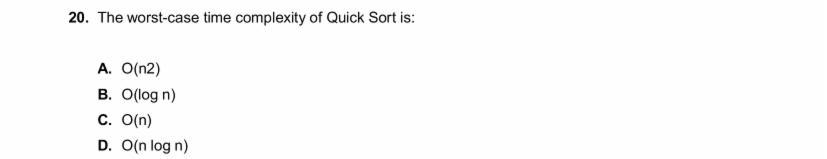 20. The worst-case time complexity of Quick Sort is:
A. O(n2)
B. O(log n)
C. O(n)
D. O(n log n)